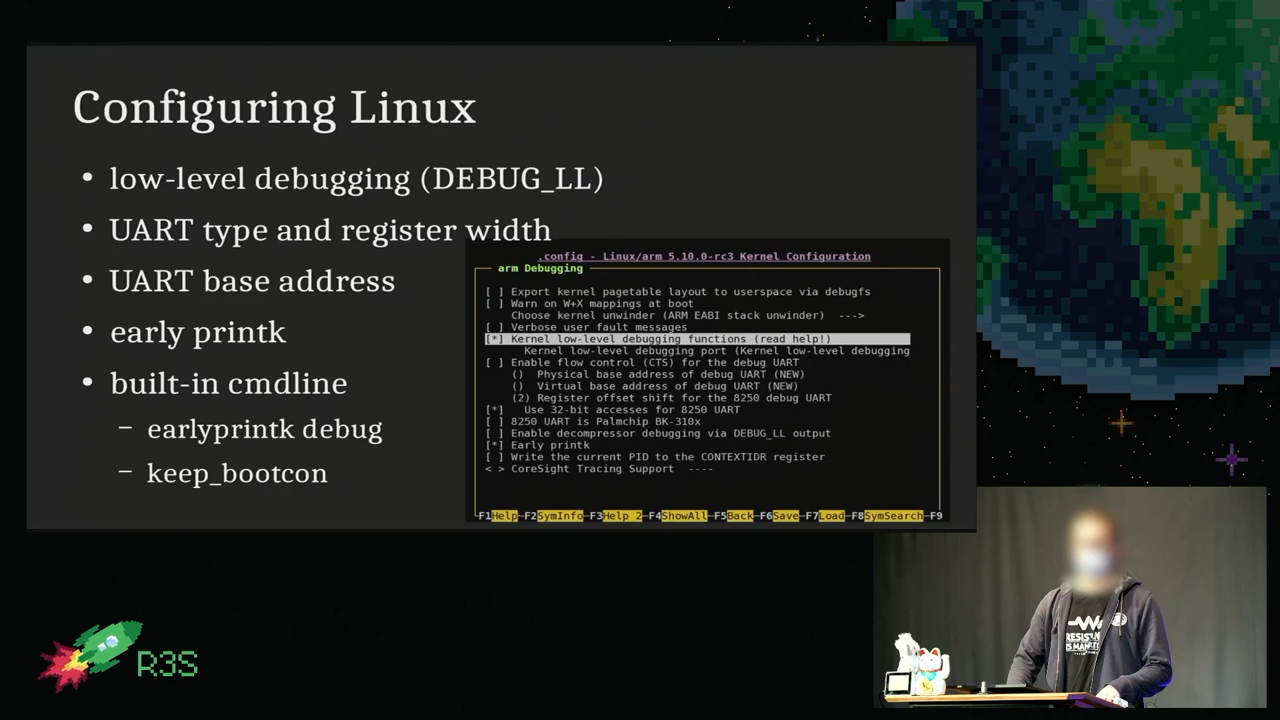 Configuring Linux
• low-level debugging (DEBUG_LL)
• UART type and register width
• UART base address
• early printk
• built-in cmdline
– earlyprintk debug
– keep_bootcon
.config - Linux/arm 5.10.0-rc3 Kernel Configuration
arm Debugging
[ ] Export kernel pagetable layout to userspace via debugfs
[ ] Warn on W+X mappings at boot
Choose kernel unwinder (ARM EABI stack unwinder)  --->
[ ] Verbose user fault messages
[*] Kernel low-level debugging functions (read help!)
Kernel low-level debugging port (Kernel low-level debugging
[ ] Enable flow control (CTS) for the debug UART
()  Physical base address of debug UART (NEW)
()  Virtual base address of debug UART (NEW)
(2) Register offset shift for the 8250 debug UART
[*]   Use 32-bit accesses for 8250 UART
[ ] 8250 UART is Palmchip BK-310x
[ ] Enable decompressor debugging via DEBUG_LL output
[*] Early printk
[ ] Write the current PID to the CONTEXTIDR register
< > CoreSight Tracing Support  ----
F1Help F2SymInfo F3Help 2 F4ShowAll F5Back F6Save F7Load F8SymSearch F9
R3S